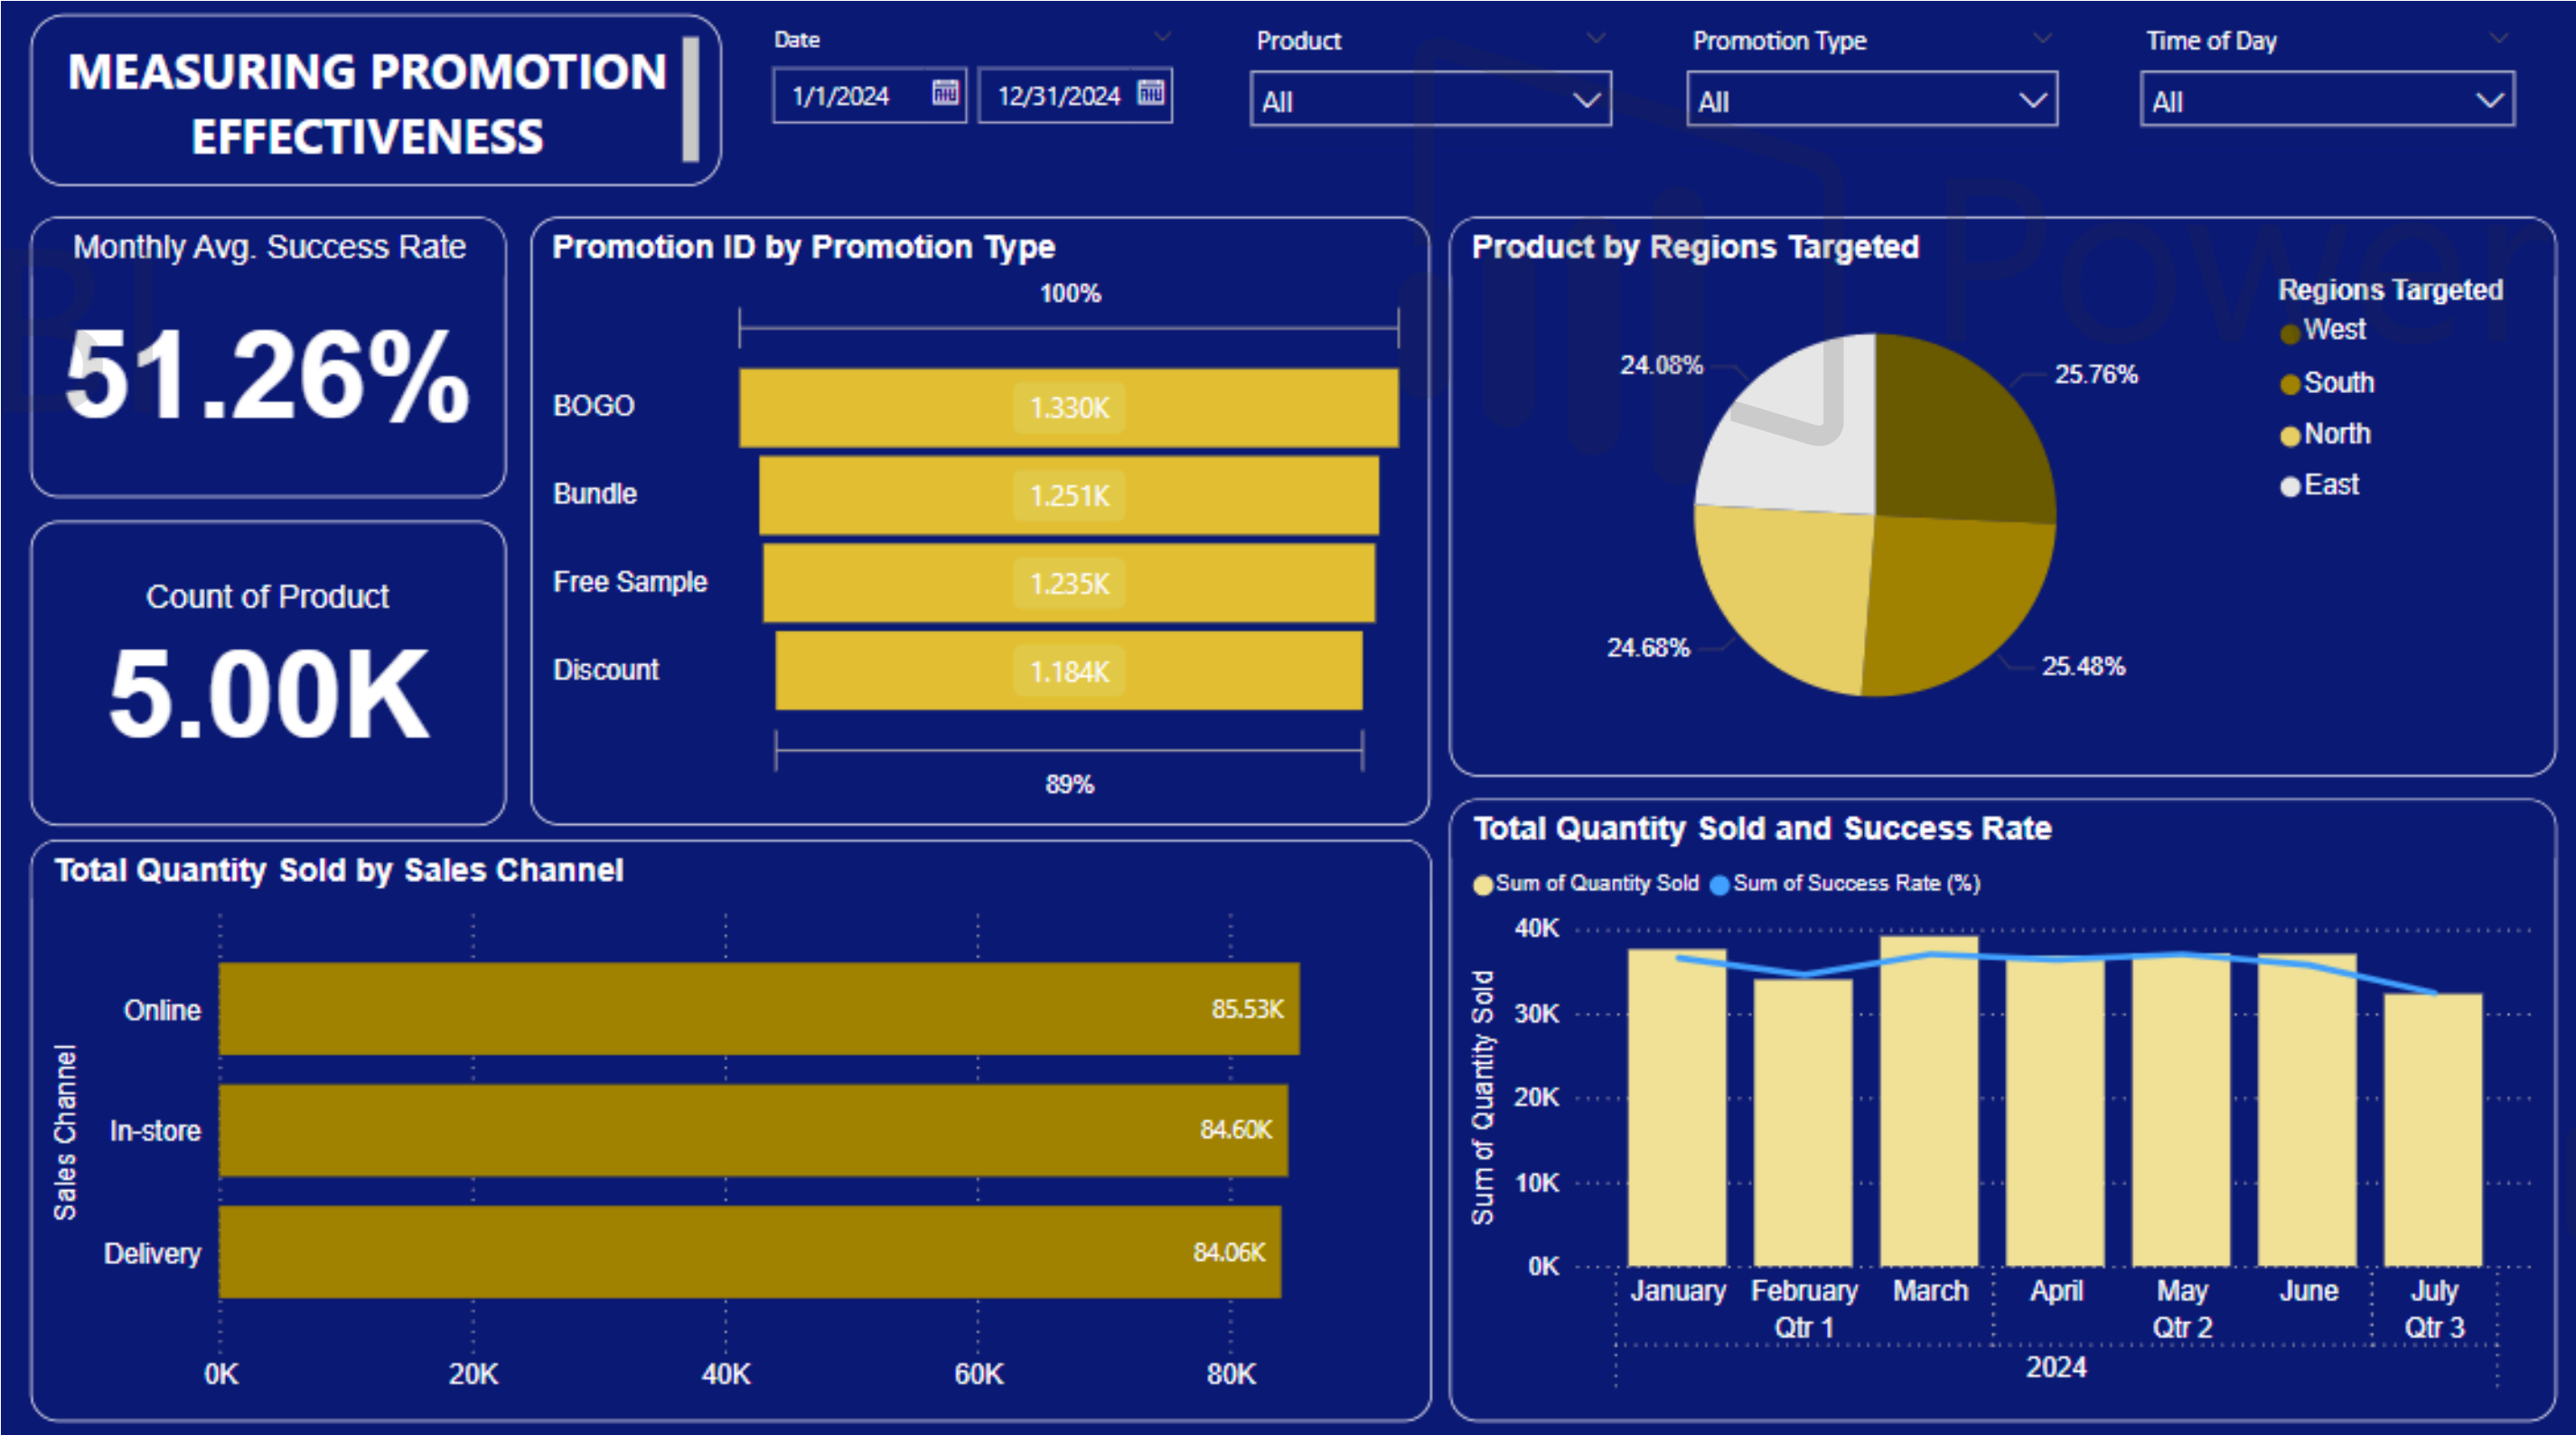 MEASURING PROMOTION
EFFECTIVENESS
Date
1/1/2024
12/31/2024
Product
All
Promotion Type
All
Time of Day
All
Monthly Avg. Success Rate
51.26%
Count of Product
5.00K
Promotion ID by Promotion Type
100%
BOGO
1.330K
Bundle
1.251K
Free Sample
1.235K
Discount
1.184K
89%
Product by Regions Targeted
24.08%
25.76%
24.68%
25.48%
Regions Targeted
West
South
North
East
Power
BI
Total Quantity Sold by Sales Channel
Sales Channel
Online
85.53K
In-store
84.60K
Delivery
84.06K
0K
20K
40K
60K
80K
Total Quantity Sold and Success Rate
Sum of Quantity Sold
Sum of Success Rate (%)
Sum of Quantity Sold
40K
30K
20K
10K
0K
January
February
March
April
May
June
July
Qtr 1
Qtr 2
Qtr 3
2024